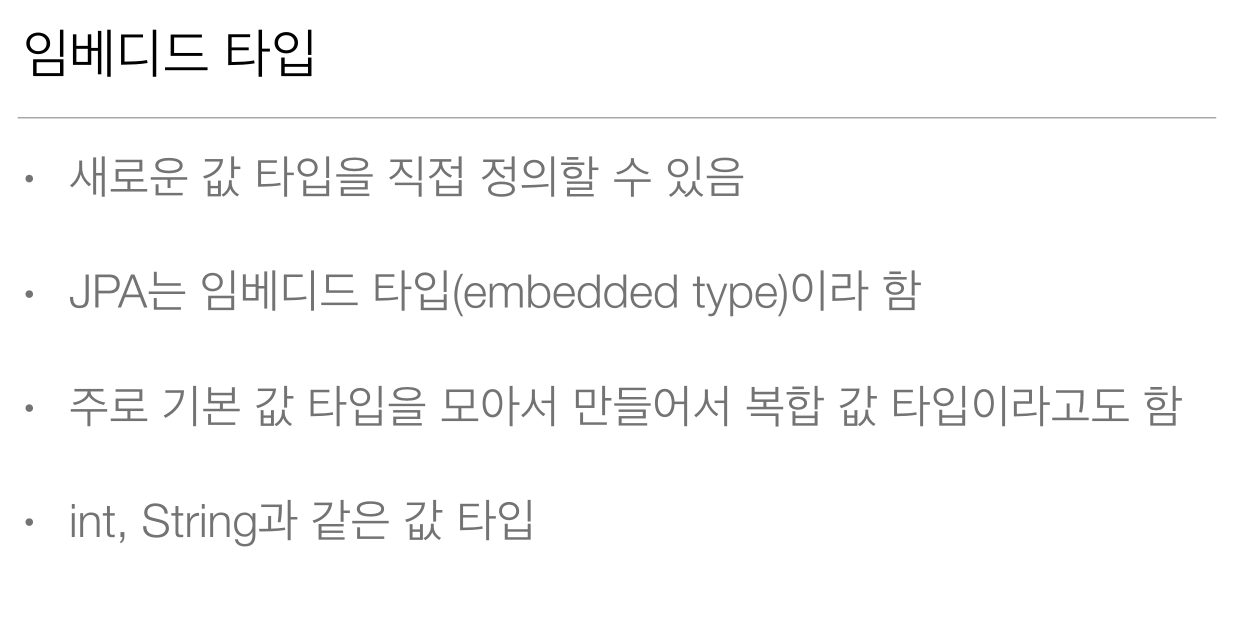 임베디드 타입
• 새로운 값 타입을 직접 정의할 수 있음
• JPA는 임베디드 타입(embedded type)이라 함
• 주로 기본 값 타입을 모아서 만들어서 복합 값 타입이라고도 함
• int, String과 같은 값 타입